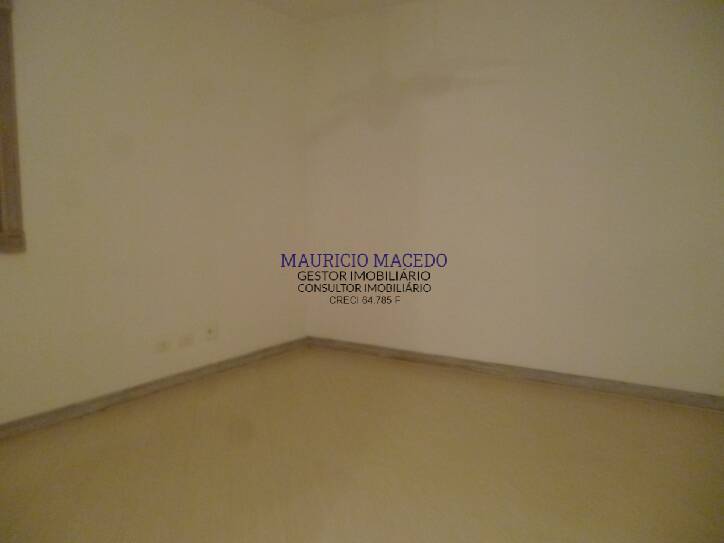 MAURICIO MACEDO
GESTOR IMOBILIÁRIO
CONSULTOR IMOBILIÁRIO
CRECI 64.785 F